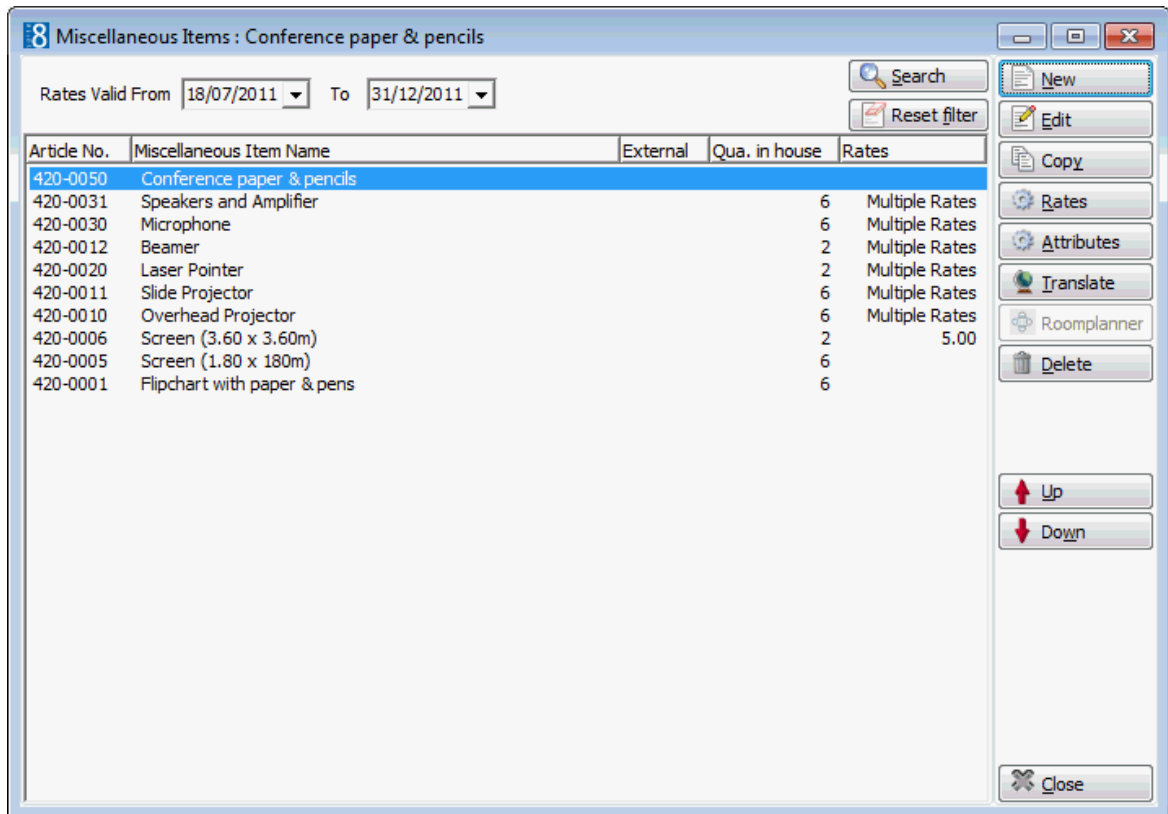 8 Miscellaneous Items : Conference paper & pencils
Rates Valid From 18/07/2011 To 31/12/2011
Search
Reset filter
Article No. Miscellaneous Item Name External Qua. in house Rates
420-0050 Conference paper & pencils
420-0031 Speakers and Amplifier 6 Multiple Rates
420-0030 Microphone 6 Multiple Rates
420-0012 Beamer 2 Multiple Rates
420-0020 Laser Pointer 2 Multiple Rates
420-0011 Slide Projector 6 Multiple Rates
420-0010 Overhead Projector 6 Multiple Rates
420-0006 Screen (3.60 x 3.60m) 2 5.00
420-0005 Screen (1.80 x 180m) 6
420-0001 Flipchart with paper & pens 6
New
Edit
Copy
Rates
Attributes
Translate
Roomplanner
Delete
Up
Down
Close